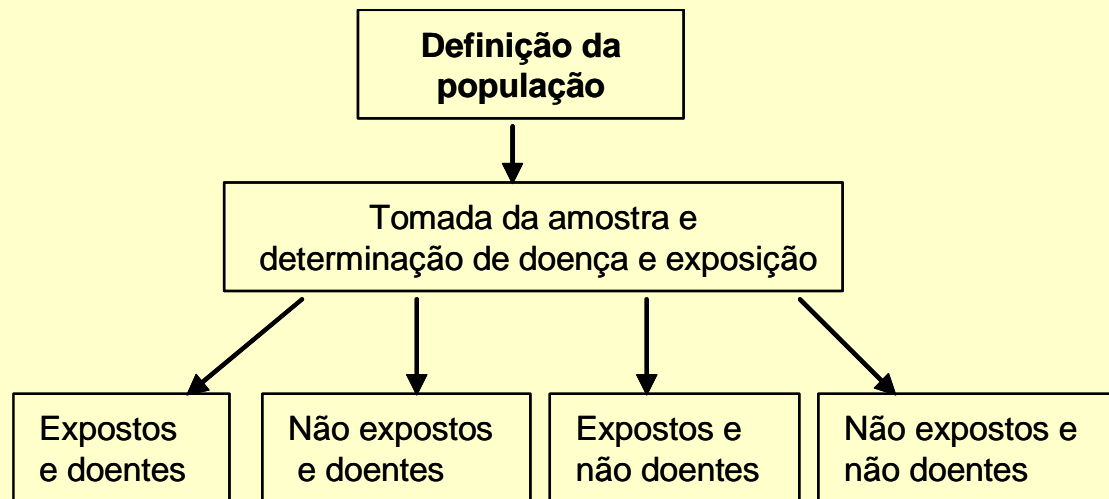 Definição da
população
Tomada da amostra e
determinação de doença e exposição
Expostos
e doentes
Não expostos
e doentes
Expostos e
não doentes
Não expostos e
não doentes